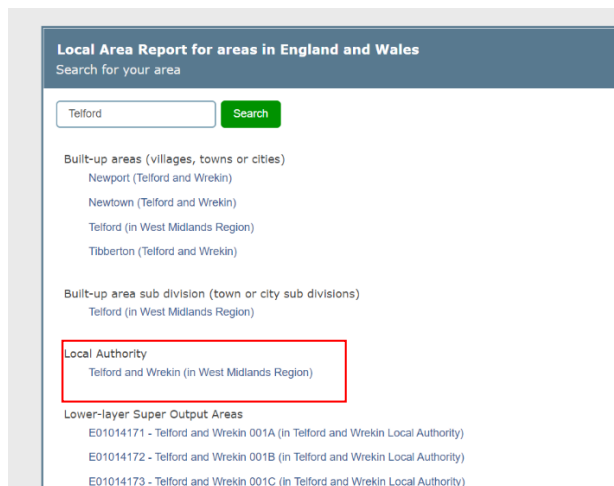 Local Area Report for areas in England and Wales
Search for your area
Telford
Search
Built-up areas (villages, towns or cities)
Newport (Telford and Wrekin)
Newtown (Telford and Wrekin)
Telford (in West Midlands Region)
Tibberton (Telford and Wrekin)
Built-up area sub division (town or city sub divisions)
Telford (in West Midlands Region)
Local Authority
Telford and Wrekin (in West Midlands Region)
Lower-layer Super Output Areas
E01014171 - Telford and Wrekin 001A (in Telford and Wrekin Local Authority)
E01014172 - Telford and Wrekin 001B (in Telford and Wrekin Local Authority)
E01014173 - Telford and Wrekin 001C (in Telford and Wrekin Local Authority)